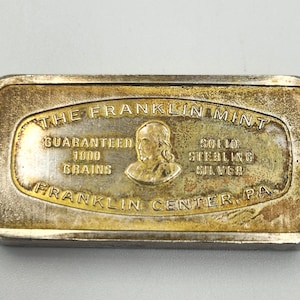 THE FRANKLIN MINT
GUARANTEED
1000
GRAINS
SOLID
STERLING
SILVER
FRANKLIN CENTER, PA.